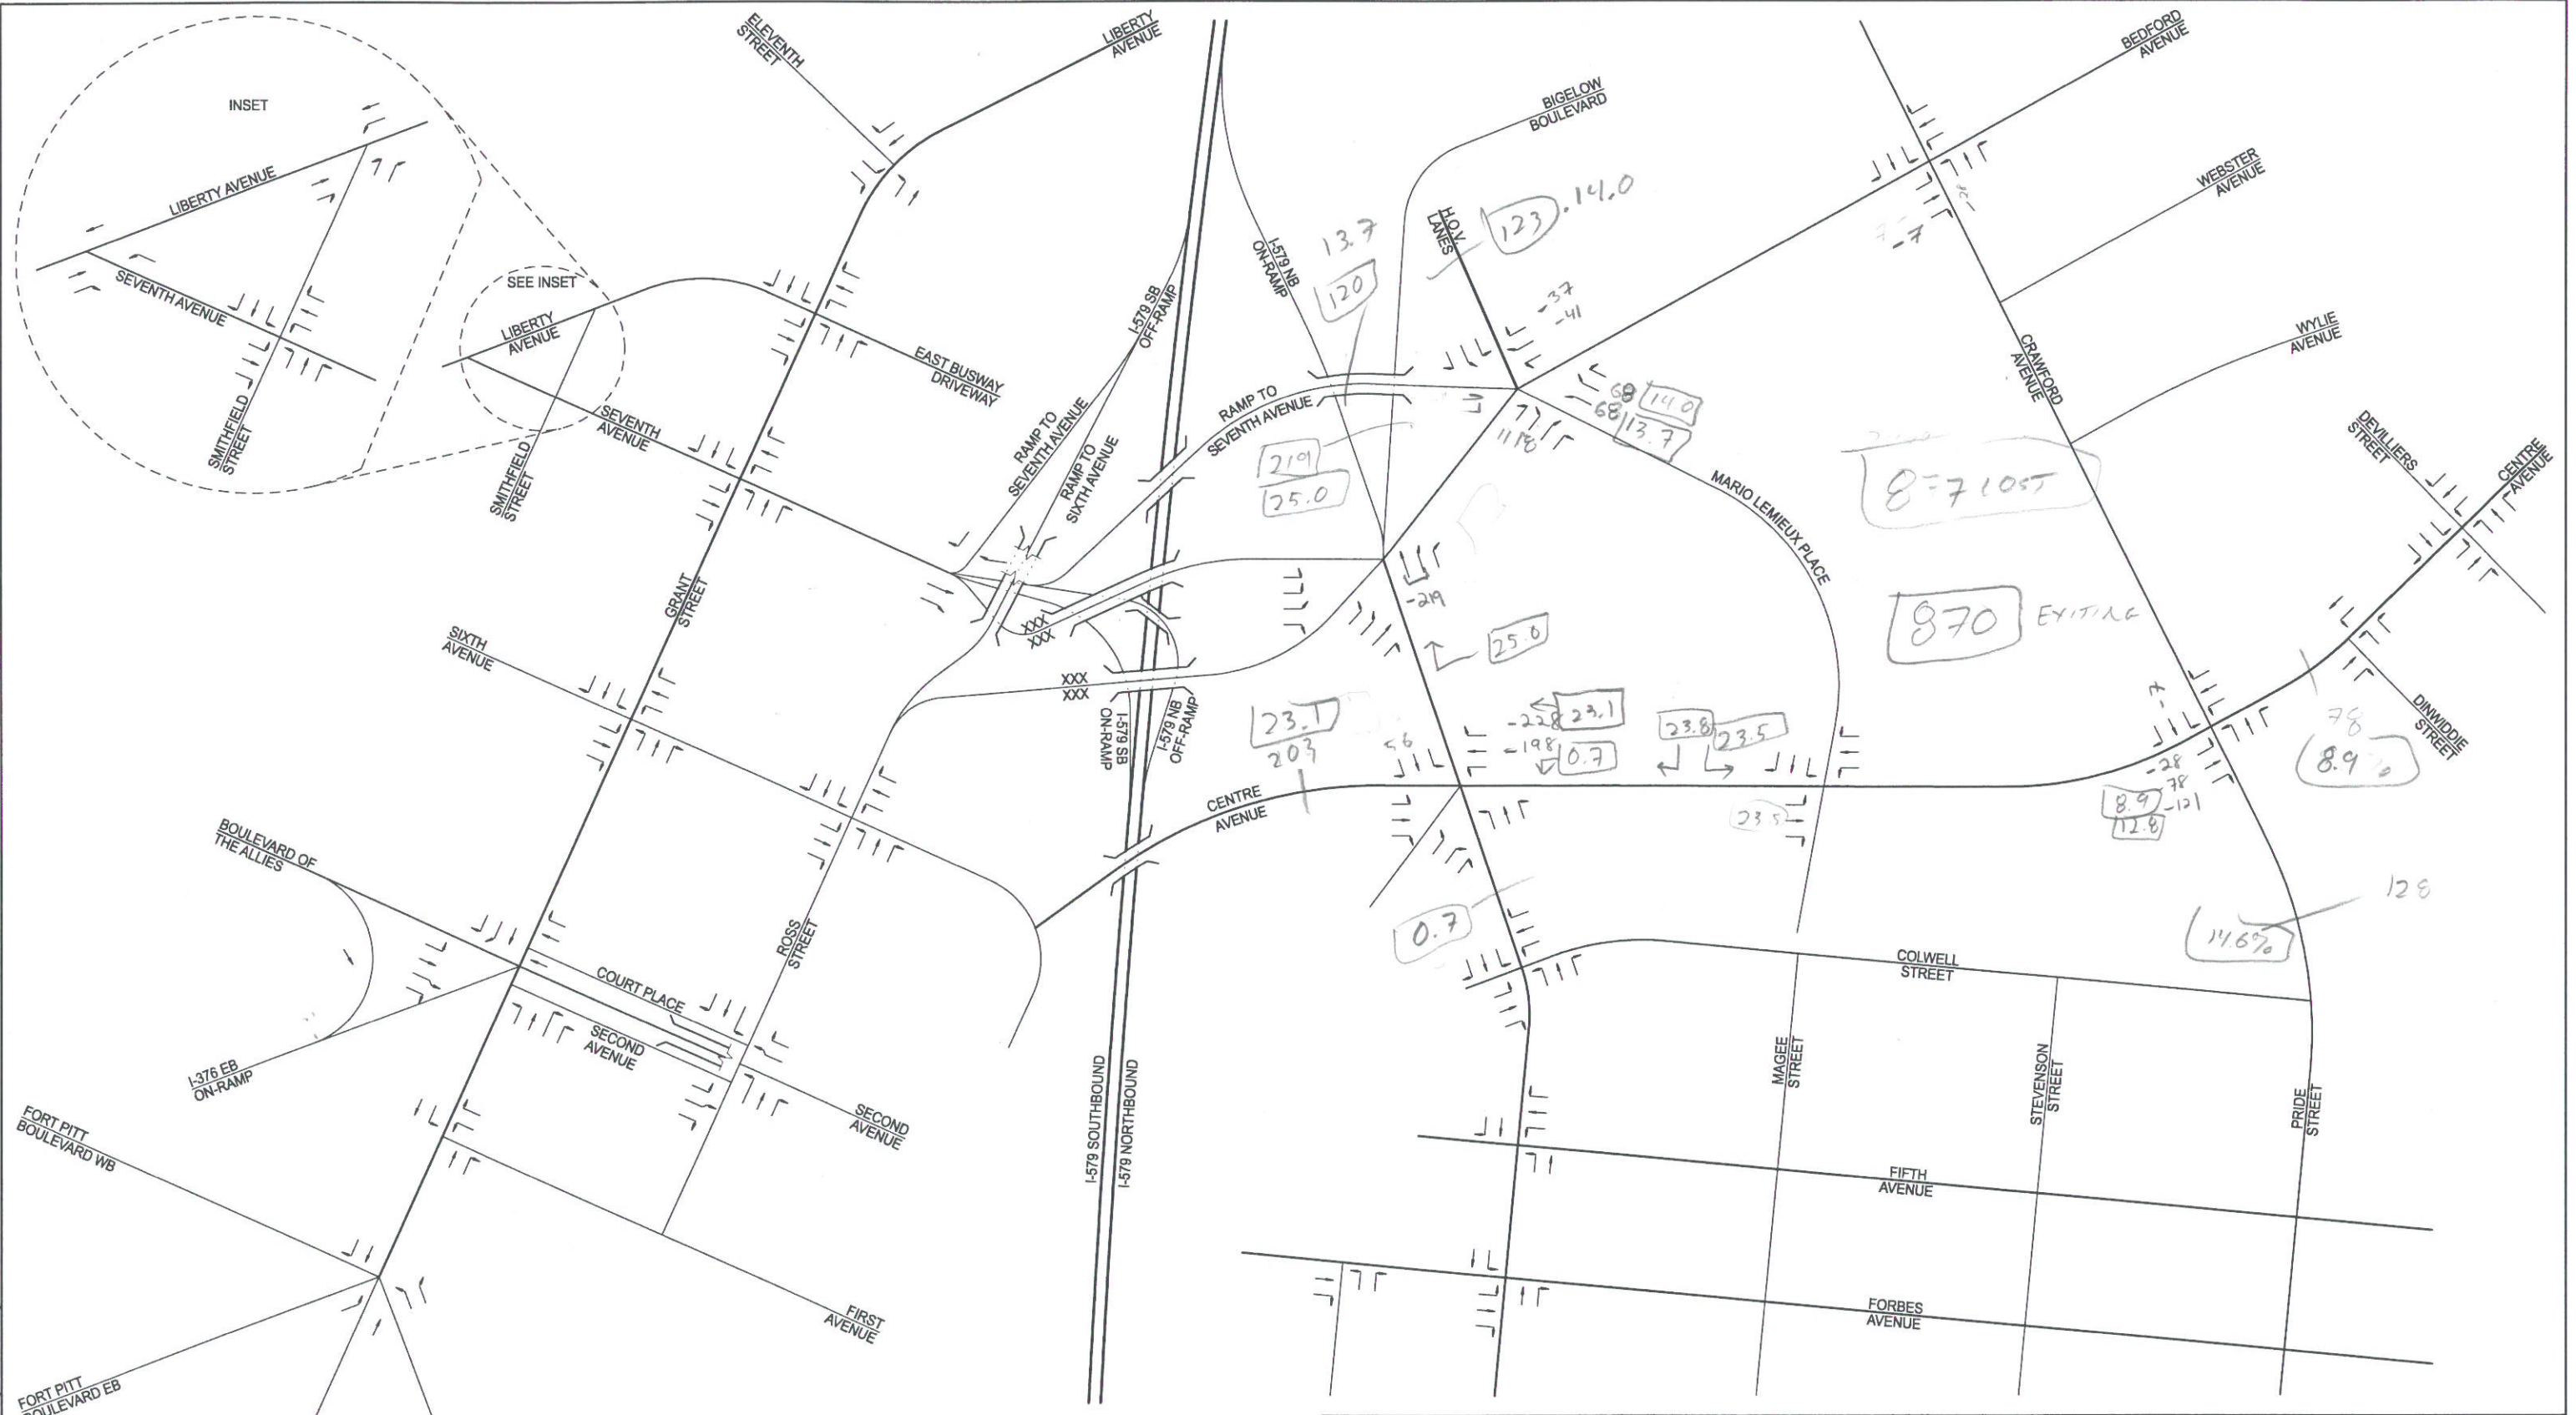 INSET
LIBERTY AVENUE
SEVENTH AVENUE
SMITHFIELD
STREET
SEE INSET
LIBERTY
AVENUE
SMITHFIELD
STREET
SEVENTH
AVENUE
ELEVENTH
STREET
LIBERTY
AVENUE
EAST BUSWAY
DRIVEWAY
GRANT
STREET
SIXTH
AVENUE
BOULEVARD OF
THE ALLIES
I-376 EB
ON-RAMP
FORT PITT
BOULEVARD WB
FORT PITT
BOULEVARD EB
COURT PLACE
SECOND
AVENUE
ROSS
STREET
SECOND
AVENUE
FIRST
AVENUE
I-579 SB
OFF-RAMP
RAMP TO
SEVENTH AVENUE
RAMP TO
SIXTH AVENUE
RAMP TO
SEVENTH AVENUE
XXX
XXX
XXX
XXX
I-579 SB
ON-RAMP
I-579 NB
OFF-RAMP
I-579 NB
ON-RAMP
I-579 SOUTHBOUND
I-579 NORTHBOUND
BIGELOW
BOULEVARD
H.O.V.
LANES
123 .14.0
13.7
120
-37
-41
68 14.0
68 13.7
11 18
219
25.0
-219
25.0
23.1
203
56
-228 23.1
-198 0.7
23.8 23.5
23.5
0.7
CENTRE
AVENUE
MARIO LEMIEUX PLACE
BEDFORD
AVENUE
WEBSTER
AVENUE
WYLIE
AVENUE
CRAWFORD
AVENUE
-28
-7
8=7 LOST
870 EXITING
DEVILLIERS
STREET
CENTRE
AVENUE
DINWIDDIE
STREET
78
8.9%
-7
-28
-78
8.9 -121
12.8
128
14.6%
COLWELL
STREET
MAGEE
STREET
STEVENSON
STREET
PRIDE
STREET
FIFTH
AVENUE
FORBES
AVENUE